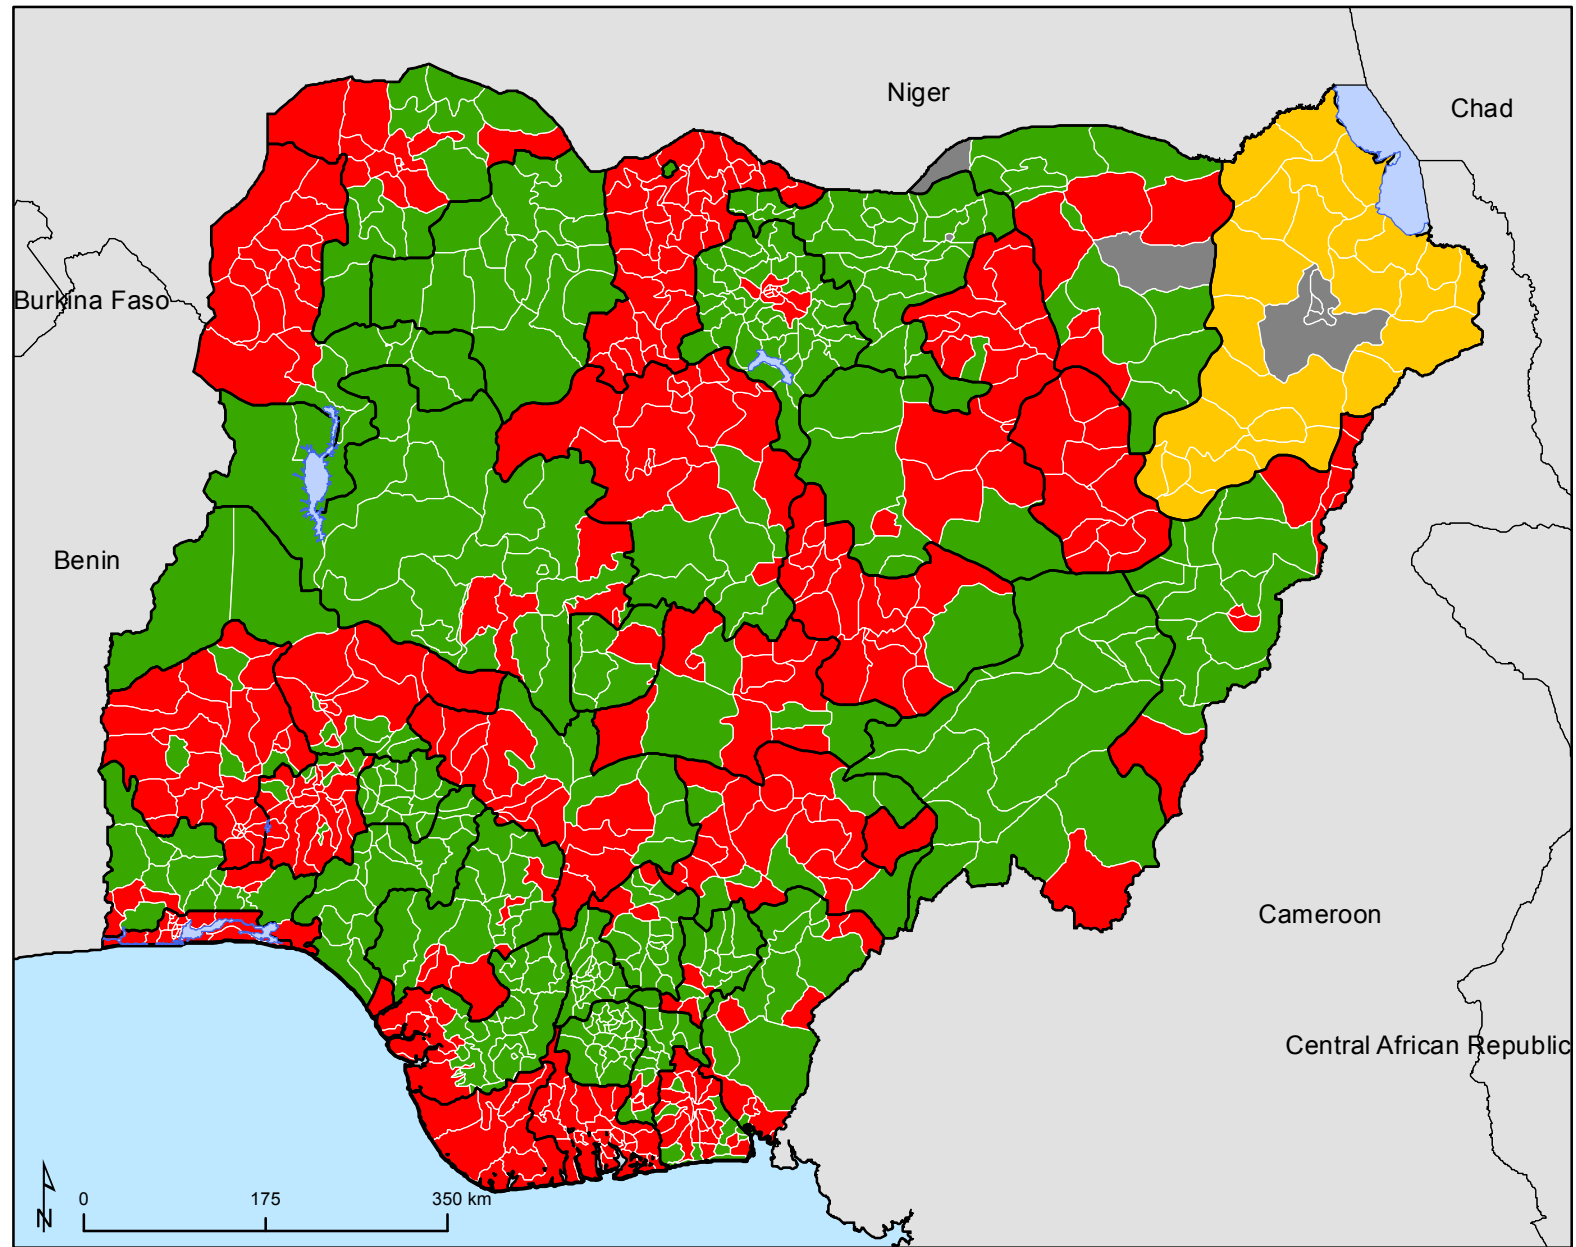 Niger
Chad
Burkina Faso
Benin
Cameroon
Central African Republic
N
0 175 350 km